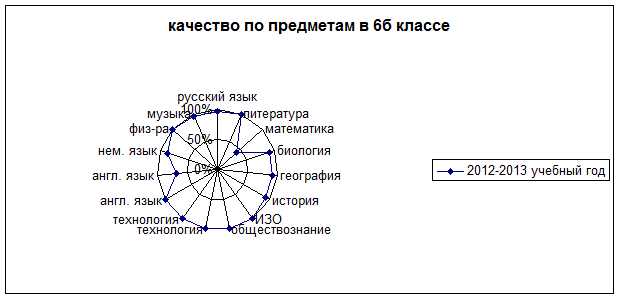 качество по предметам в 6б классе
русский язык
100%
музыка
литература
физ-ра
математика
50%
нем. язык
биология
0%
англ. язык
география
англ. язык
история
технология
ИЗО
технология
обществознание
2012-2013 учебный год